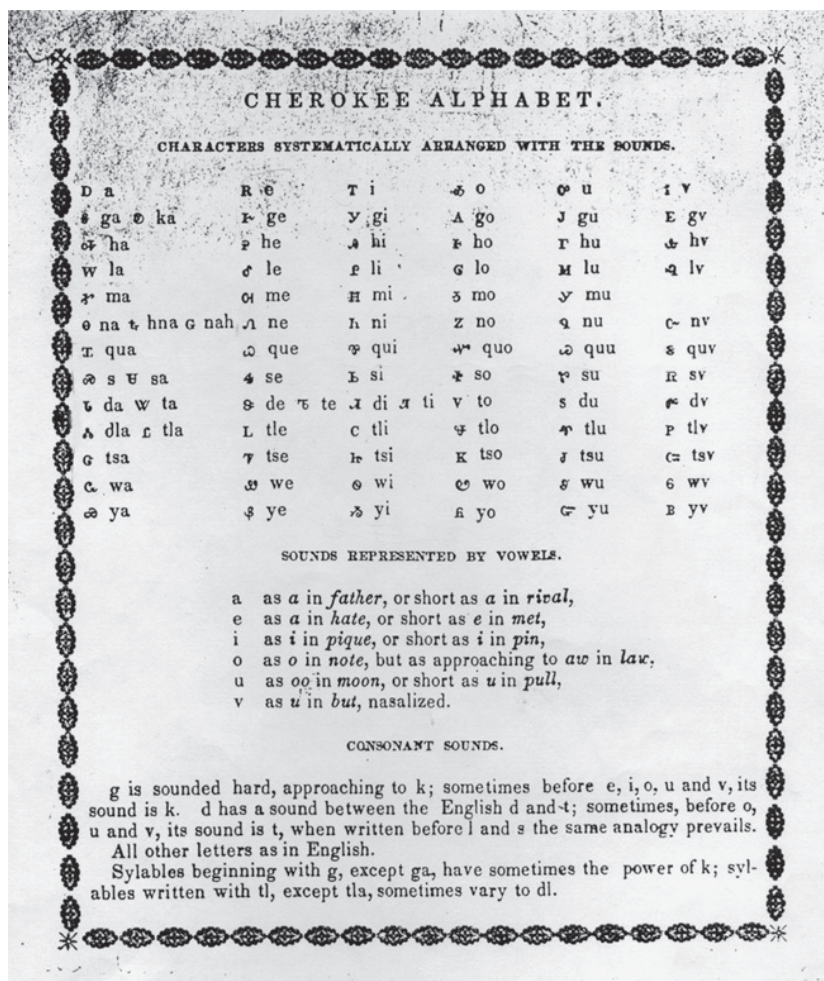 CHEROKEE ALPHABET.
CHARACTERS SYSTEMATICALLY ARRANGED WITH THE SOUNDS.
Ꭰ a Ꭱ e Ꭲ i Ꭳ o Ꭴ u Ꭵ v
Ꭶ ga Ꭷ ka Ꭸ ge Ꭹ gi Ꭺ go Ꭻ gu Ꭼ gv
Ꭽ ha Ꭾ he Ꭿ hi Ꮀ ho Ꮁ hu Ꮂ hv
Ꮃ la Ꮄ le Ꮅ li Ꮆ lo Ꮇ lu Ꮈ lv
Ꮉ ma Ꮊ me Ꮋ mi Ꮌ mo Ꮍ mu
Ꮎ na Ꮏ hna Ꮐ nah Ꮑ ne Ꮒ ni Ꮓ no Ꮔ nu Ꮕ nv
Ꮖ qua Ꮗ que Ꮘ qui Ꮙ quo Ꮚ quu Ꮛ quv
Ꮝ s Ꮜ sa Ꮞ se Ꮟ si Ꮠ so Ꮡ su Ꮢ sv
Ꮣ da Ꮤ ta Ꮥ de Ꮦ te Ꮧ di Ꮨ ti Ꮩ to Ꮪ du Ꮫ dv
Ꮬ dla Ꮭ tla Ꮮ tle Ꮯ tli Ꮰ tlo Ꮱ tlu Ꮲ tlv
Ꮳ tsa Ꮴ tse Ꮵ tsi Ꮶ tso Ꮷ tsu Ꮸ tsv
Ꮹ wa Ꮺ we Ꮻ wi Ꮼ wo Ꮽ wu Ꮾ wv
Ꮿ ya Ᏸ ye Ᏹ yi Ᏺ yo Ᏻ yu Ᏼ yv
SOUNDS REPRESENTED BY VOWELS.
a as a in father, or short as a in rival,
e as a in hate, or short as e in met,
i as i in pique, or short as i in pin,
o as o in note, but as approaching to aw in law,
u as oo in moon, or short as u in pull,
v as u in but, nasalized.
CONSONANT SOUNDS.
g is sounded hard, approaching to k; sometimes before e, i, o, u and v, its
sound is k. d has a sound between the English d and t; sometimes, before o,
u and v, its sound is t, when written before l and s the same analogy prevails.
All other letters as in English.
Sylables beginning with g, except ga, have sometimes the power of k; syl-
ables written with tl, except tla, sometimes vary to dl.